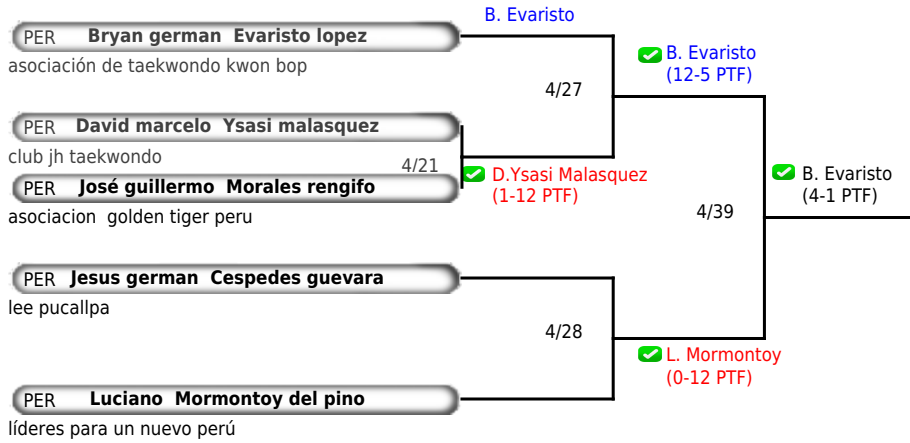 B. Evaristo
PER Bryan german Evaristo lopez
asociación de taekwondo kwon bop
B. Evaristo
(12-5 PTF)
4/27
PER David marcelo Ysasi malasquez
club jh taekwondo
4/21
D.Ysasi Malasquez
(1-12 PTF)
B. Evaristo
(4-1 PTF)
PER José guillermo Morales rengifo
asociacion golden tiger peru
4/39
PER Jesus german Cespedes guevara
lee pucallpa
4/28
L. Mormontoy
(0-12 PTF)
PER Luciano Mormontoy del pino
líderes para un nuevo perú